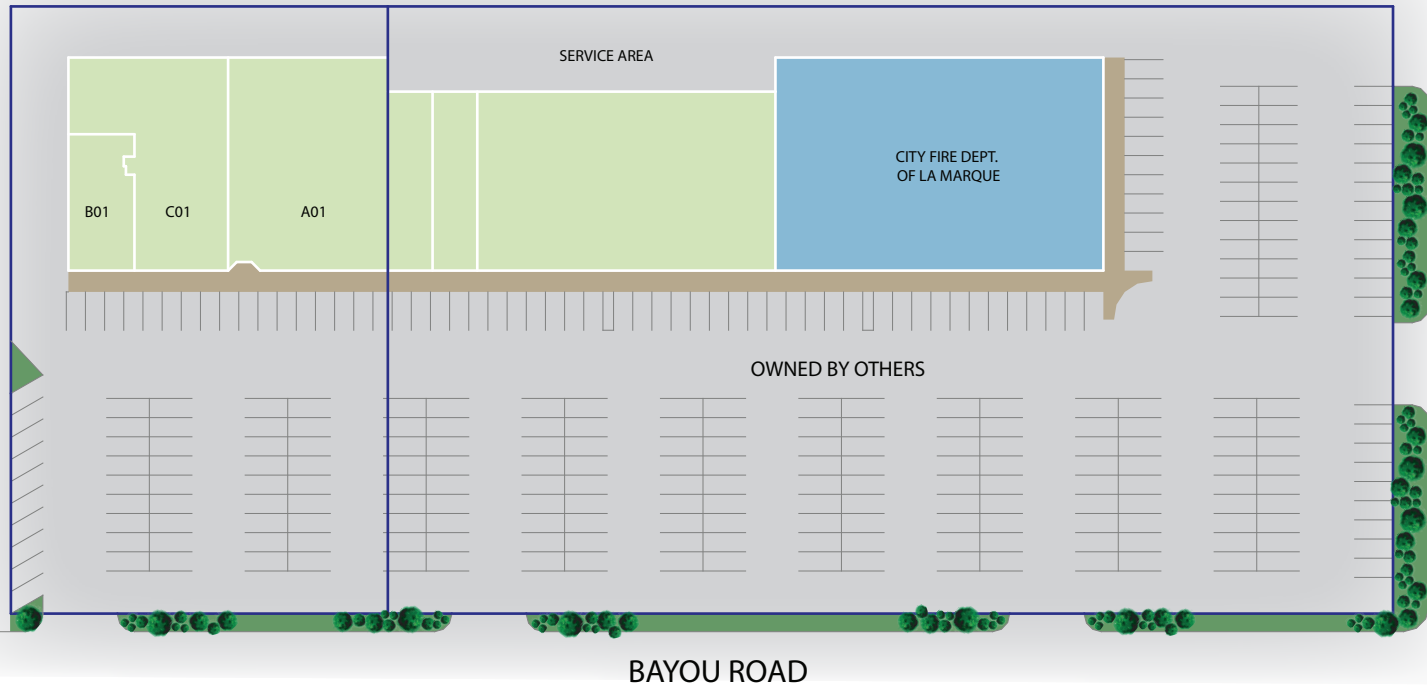 SERVICE AREA
CITY FIRE DEPT.
OF LA MARQUE
B01
C01
A01
OWNED BY OTHERS
BAYOU ROAD